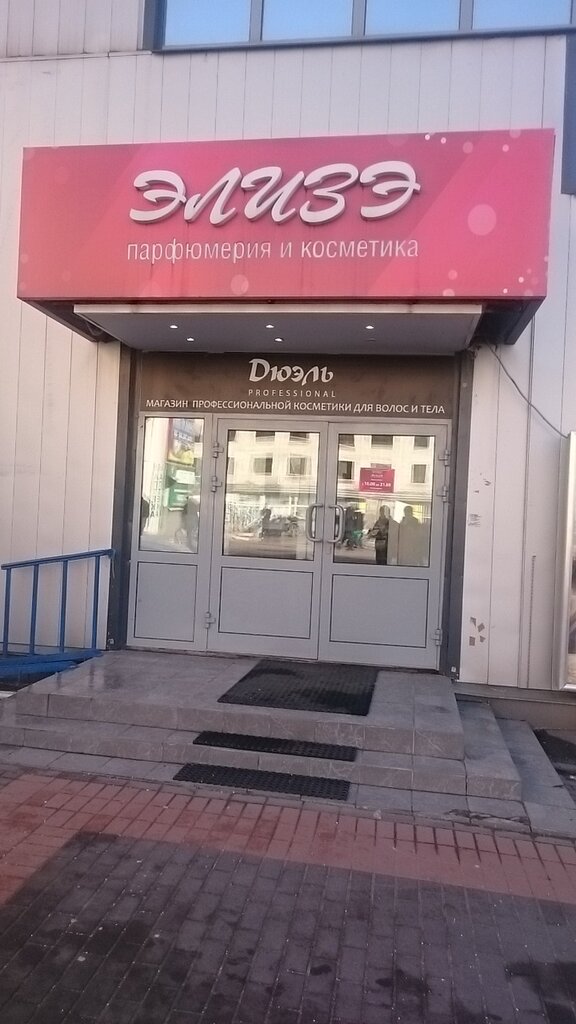 ЭЛИЗЭ
парфюмерия и косметика
Дюэль
PROFESSIONAL
МАГАЗИН ПРОФЕССИОНАЛЬНОЙ КОСМЕТИКИ ДЛЯ ВОЛОС И ТЕЛА